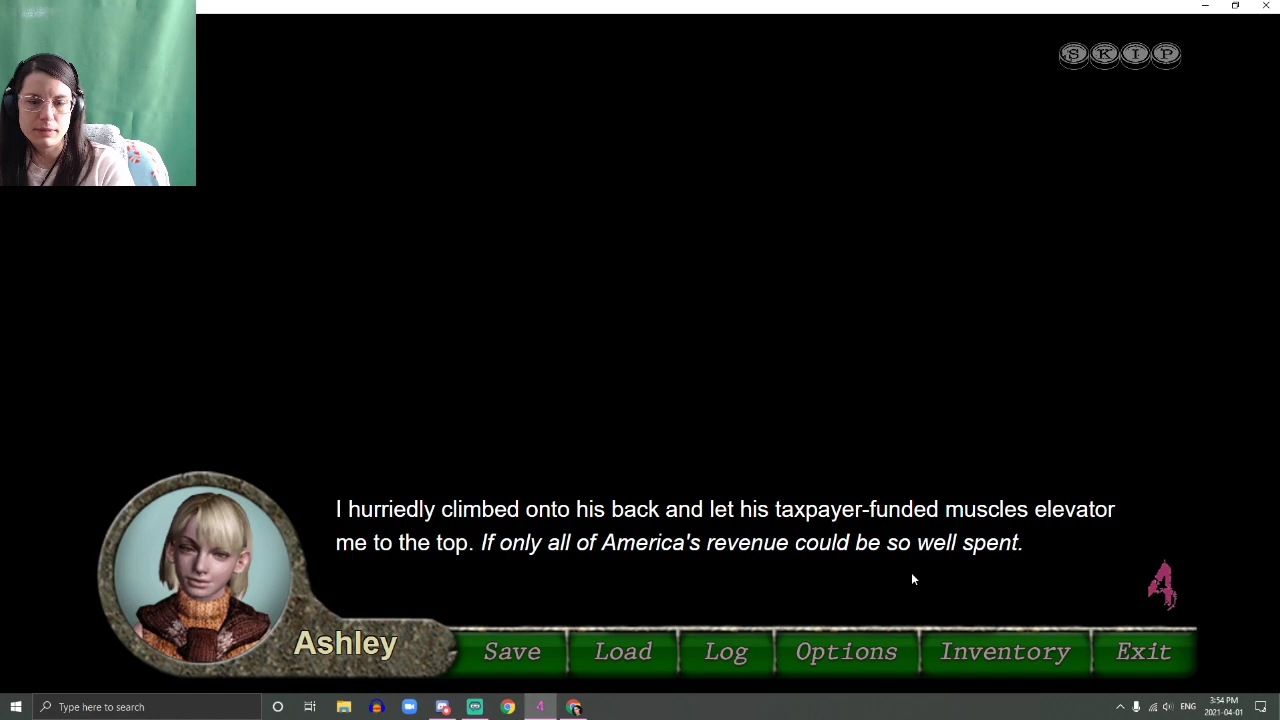 SKIP
I hurriedly climbed onto his back and let his taxpayer-funded muscles elevator
me to the top. If only all of America's revenue could be so well spent.
4
Ashley
Save Load Log Options Inventory Exit
Type here to search
ENG
3:54 PM
2021-04-01